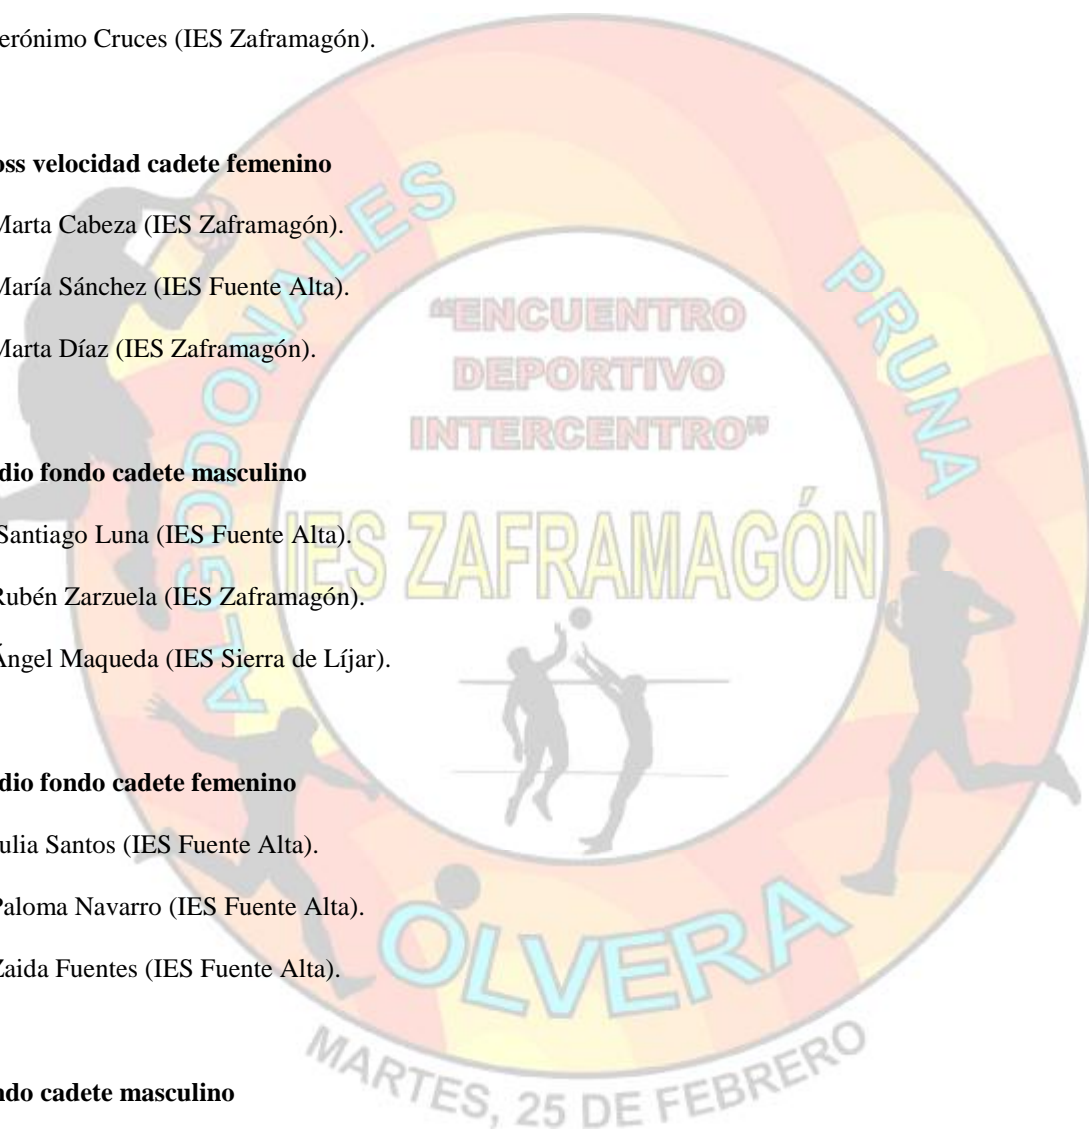 erónimo Cruces (IES Zaframagón).
oss velocidad cadete femenino
Marta Cabeza (IES Zaframagón).
María Sánchez (IES Fuente Alta).
Marta Díaz (IES Zaframagón).
dio fondo cadete masculino
Santiago Luna (IES Fuente Alta).
Rubén Zarzuela (IES Zaframagón).
Ángel Maqueda (IES Sierra de Líjar).
dio fondo cadete femenino
ulia Santos (IES Fuente Alta).
Paloma Navarro (IES Fuente Alta).
Zaida Fuentes (IES Fuente Alta).
ndo cadete masculino
ALGODONALES
PRUNA
“ENCUENTRO
DEPORTIVO
INTERCENTRO”
IES ZAFRAMAGÓN
OLVERA
MARTES, 25 DE FEBRERO